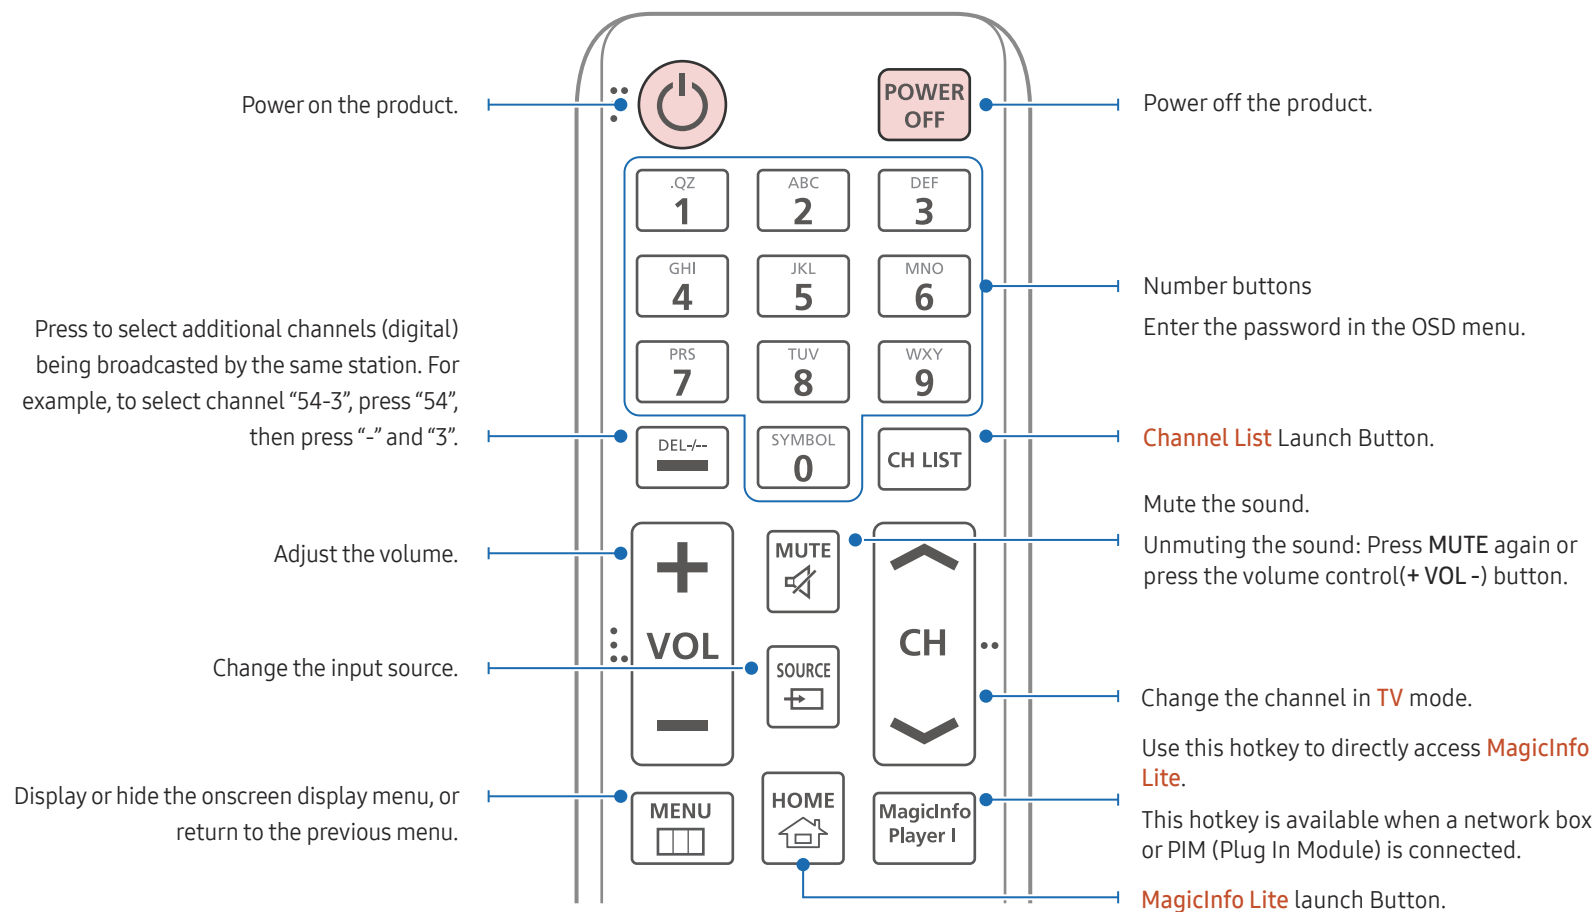 Power on the product.
POWER
OFF
Power off the product.
.QZ
1
ABC
2
DEF
3
GHI
4
JKL
5
MNO
6
Number buttons
Enter the password in the OSD menu.
Press to select additional channels (digital)
being broadcasted by the same station. For
example, to select channel “54-3”, press “54”,
then press “-” and “3”.
PRS
7
TUV
8
WXY
9
DEL-/--
SYMBOL
0
CH LIST
Channel List Launch Button.
Adjust the volume.
VOL
MUTE
Mute the sound.
Unmuting the sound: Press MUTE again or
press the volume control(+ VOL -) button.
Change the input source.
SOURCE
CH
Change the channel in TV mode.
Display or hide the onscreen display menu, or
return to the previous menu.
MENU
HOME
MagicInfo
Player I
Use this hotkey to directly access MagicInfo
Lite.
This hotkey is available when a network box
or PIM (Plug In Module) is connected.
MagicInfo Lite launch Button.